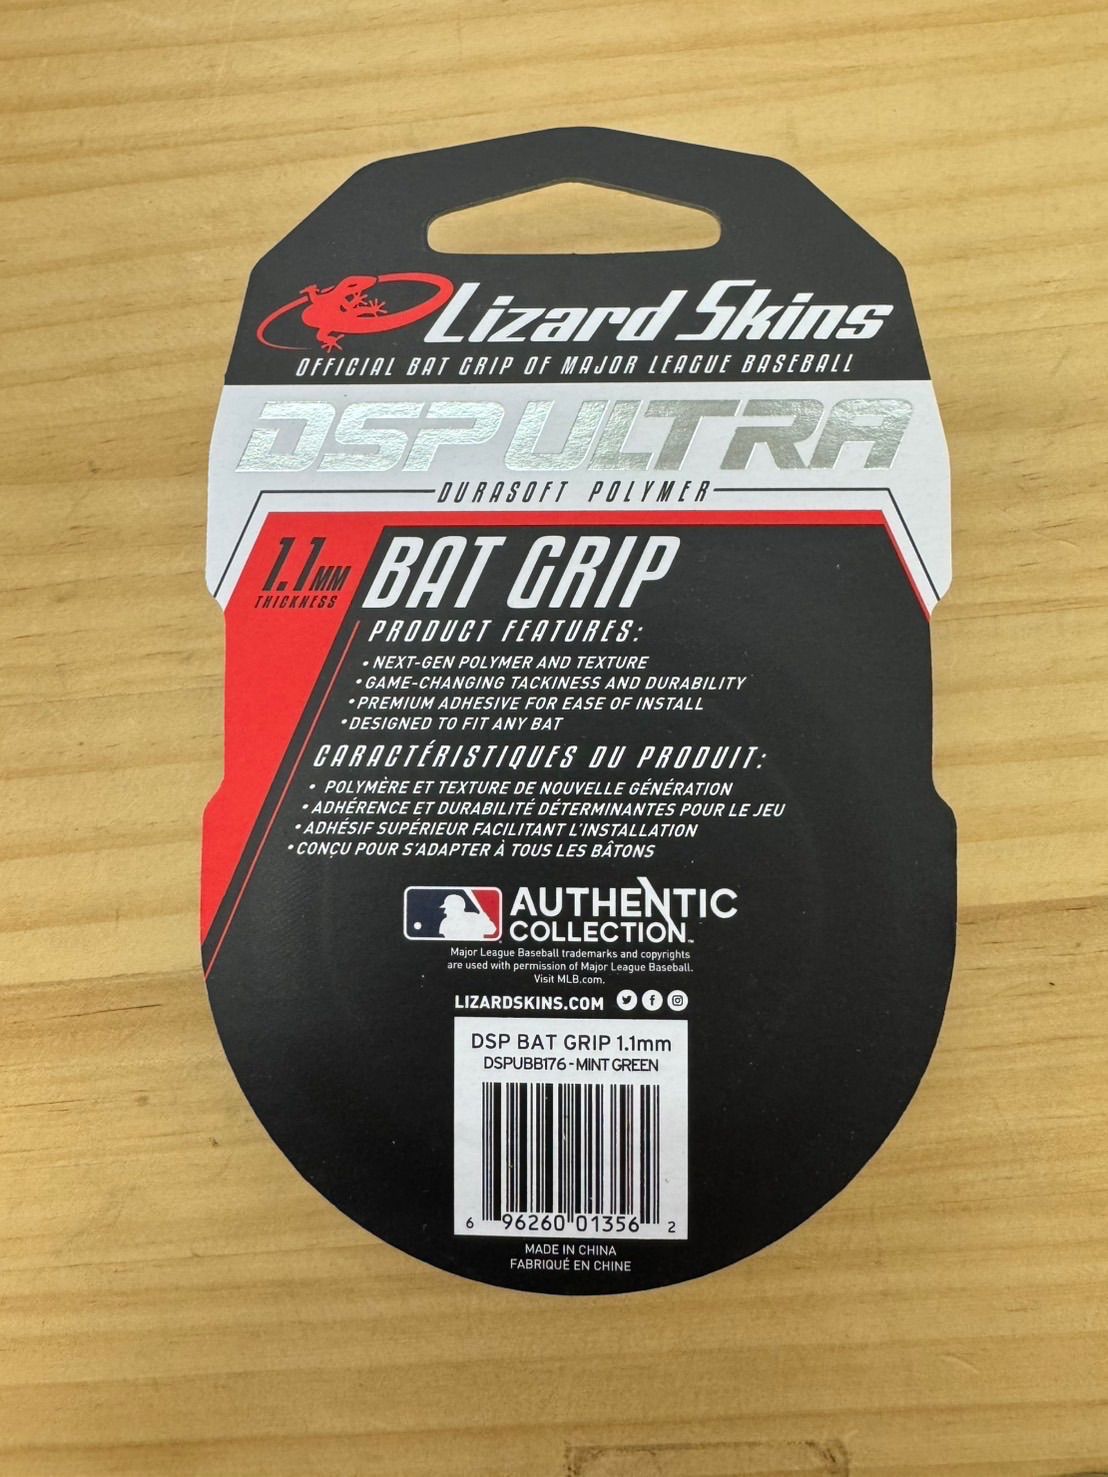 Lizard Skins
OFFICIAL BAT GRIP OF MAJOR LEAGUE BASEBALL
DSP ULTRA
DURASOFT POLYMER
1.1MM
THICKNESS
BAT GRIP
PRODUCT FEATURES:
• NEXT-GEN POLYMER AND TEXTURE
• GAME-CHANGING TACKINESS AND DURABILITY
• PREMIUM ADHESIVE FOR EASE OF INSTALL
• DESIGNED TO FIT ANY BAT
CARACTÉRISTIQUES DU PRODUIT:
• POLYMÈRE ET TEXTURE DE NOUVELLE GÉNÉRATION
• ADHÉRENCE ET DURABILITÉ DÉTERMINANTES POUR LE JEU
• ADHÉSIF SUPÉRIEUR FACILITANT L'INSTALLATION
• CONÇU POUR S'ADAPTER À TOUS LES BÂTONS
AUTHENTIC
COLLECTION™
Major League Baseball trademarks and copyrights
are used with permission of Major League Baseball.
Visit MLB.com.
LIZARDSKINS.COM
DSP BAT GRIP 1.1mm
DSPUBB176 - MINT GREEN
6 96260 01356 2
MADE IN CHINA
FABRIQUÉ EN CHINE